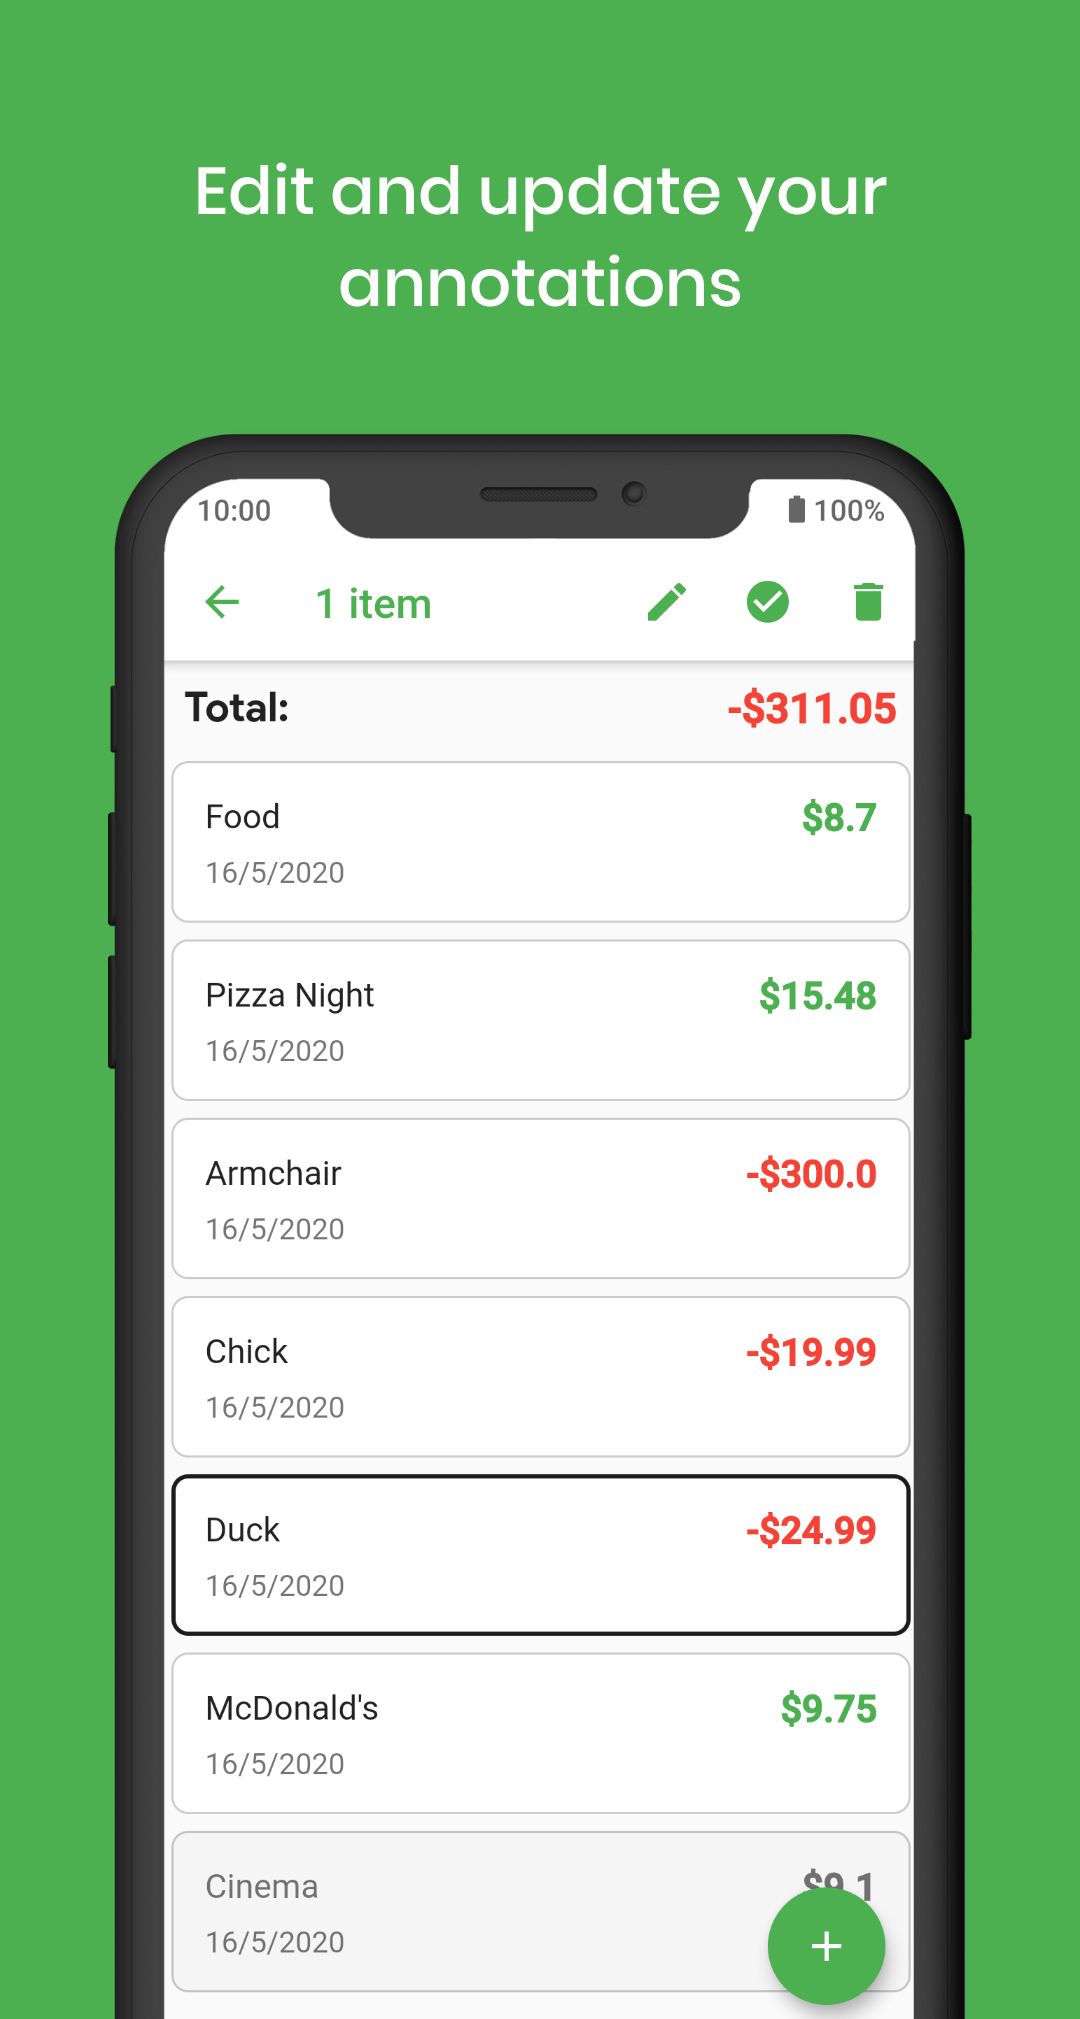 Edit and update your
annotations
10:00
100%
1 item
Total:
-$311.05
Food
$8.7
16/5/2020
Pizza Night
$15.48
16/5/2020
Armchair
-$300.0
16/5/2020
Chick
-$19.99
16/5/2020
Duck
-$24.99
16/5/2020
McDonald's
$9.75
16/5/2020
Cinema
$9.1
16/5/2020